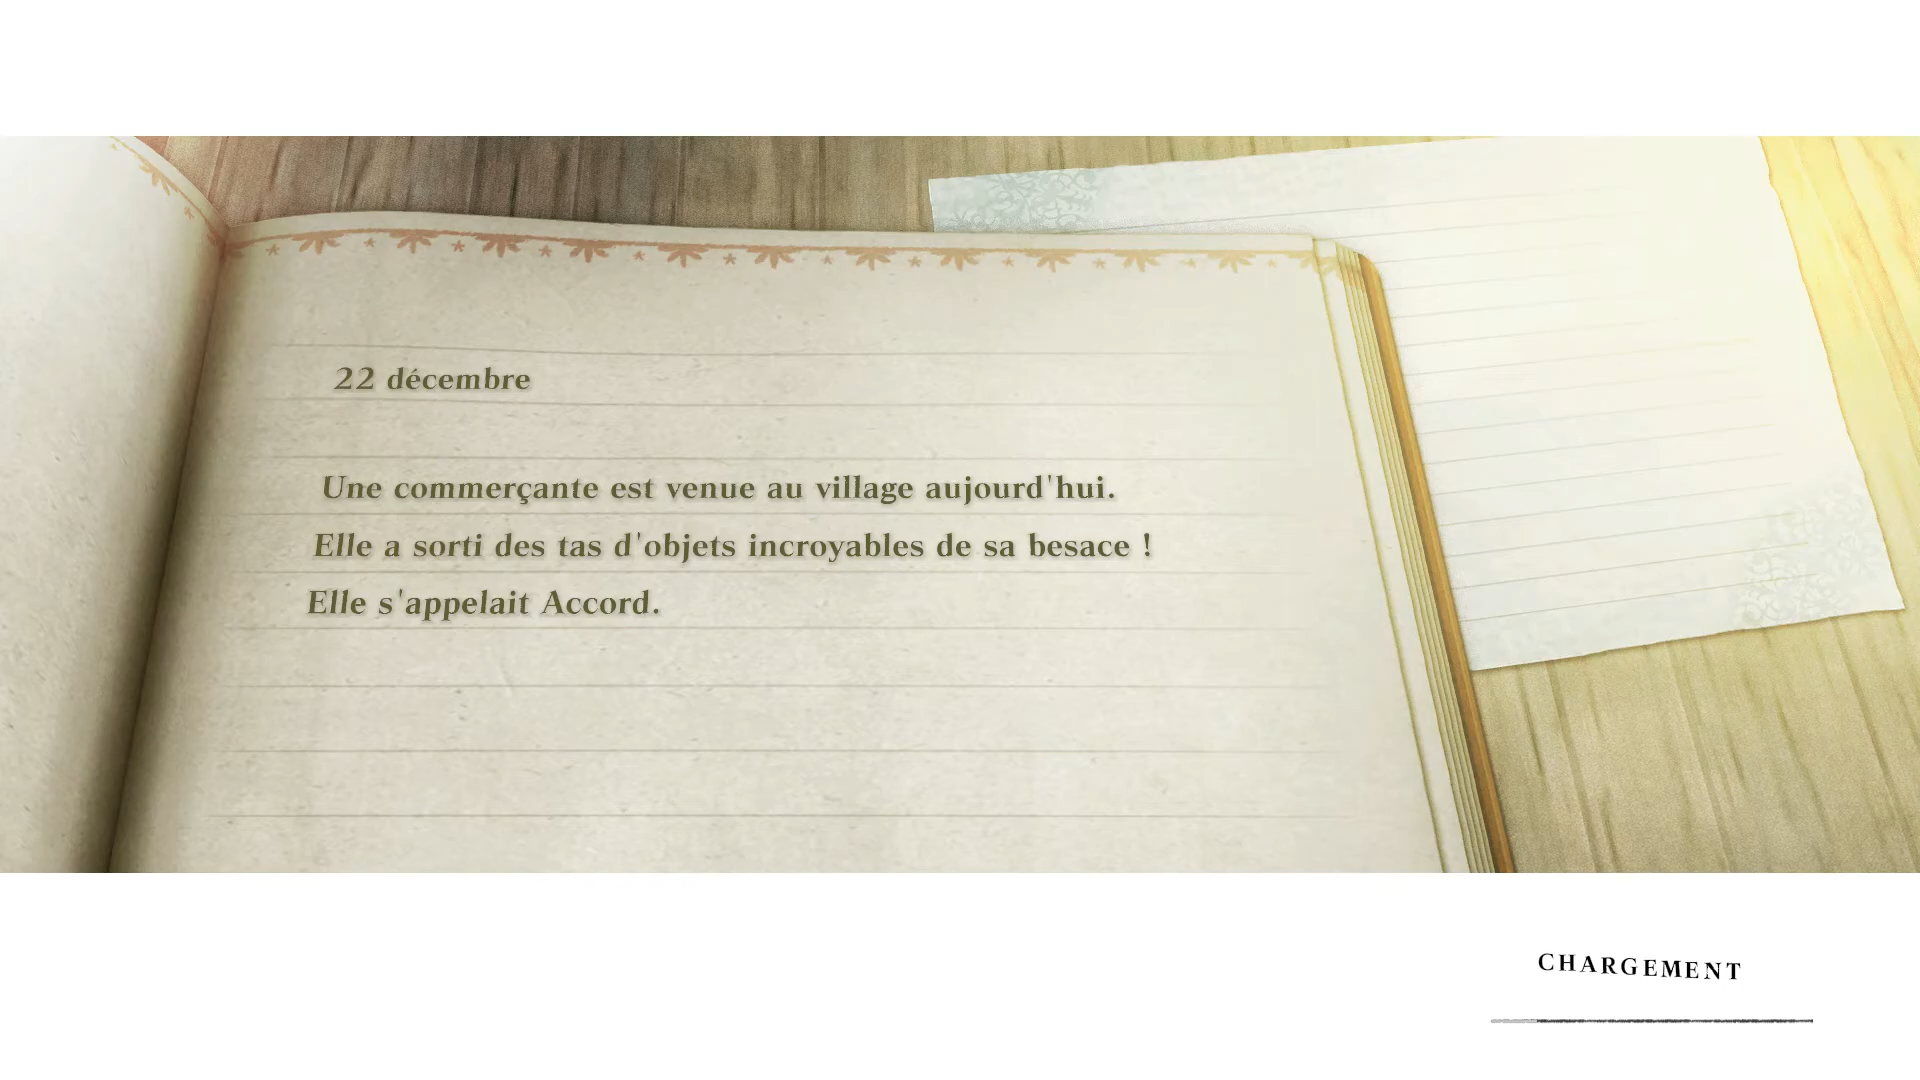 22 décembre
Une commerçante est venue au village aujourd'hui.
Elle a sorti des tas d'objets incroyables de sa besace !
Elle s'appelait Accord.
CHARGEMENT